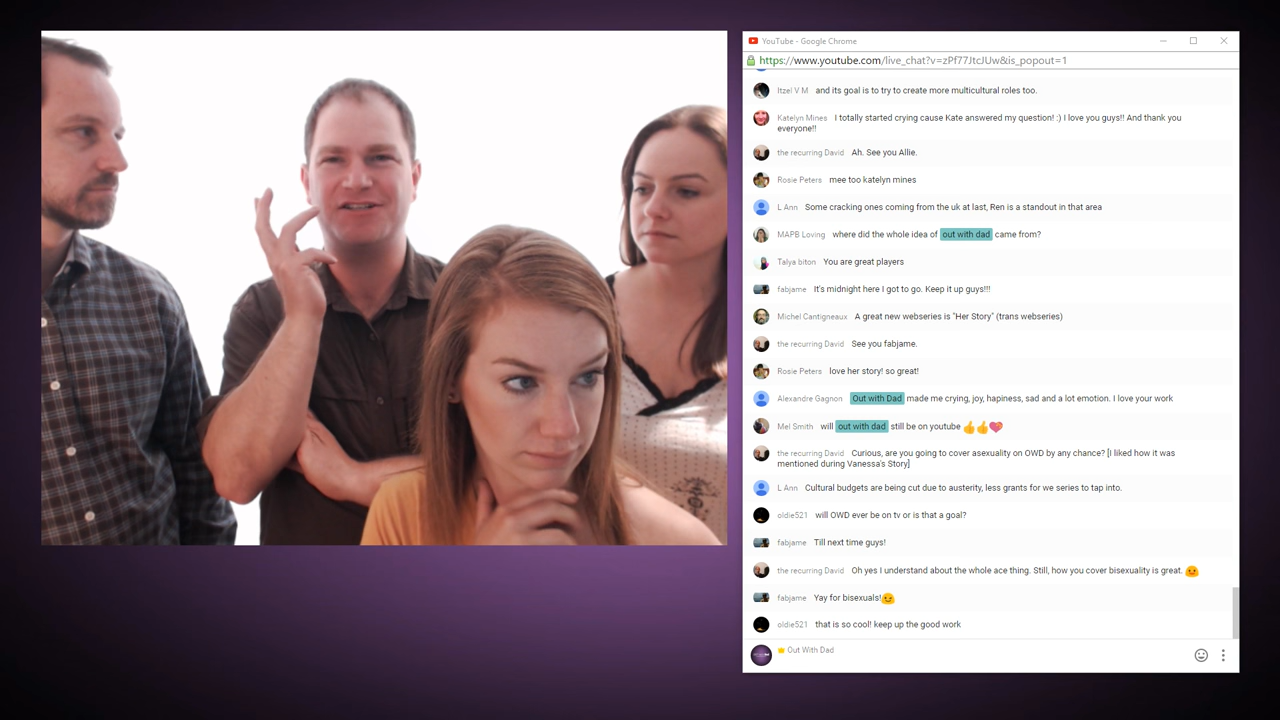 YouTube - Google Chrome
https://www.youtube.com/live_chat?v=zPf77JtcJUw&is_popout=1
Itzel V M and its goal is to try to create more multicultural roles too.
Katelyn Mines I totally started crying cause Kate answered my question! :) I love you guys!! And thank you
everyone!!
the recurring David Ah. See you Allie.
Rosie Peters mee too katelyn mines
L Ann Some cracking ones coming from the uk at last, Ren is a standout in that area
MAPB Loving where did the whole idea of out with dad came from?
Talya biton You are great players
fabjame It's midnight here I got to go. Keep it up guys!!!
Michel Cantigneaux A great new webseries is "Her Story" (trans webseries)
the recurring David See you fabjame.
Rosie Peters love her story! so great!
Alexandre Gagnon Out with Dad made me crying, joy, hapiness, sad and a lot emotion. I love your work
Mel Smith will out with dad still be on youtube 👍👍💖
the recurring David Curious, are you going to cover asexuality on OWD by any chance? [I liked how it was
mentioned during Vanessa's Story]
L Ann Cultural budgets are being cut due to austerity, less grants for we series to tap into.
oldie521 will OWD ever be on tv or is that a goal?
fabjame Till next time guys!
the recurring David Oh yes I understand about the whole ace thing. Still, how you cover bisexuality is great. 
fabjame Yay for bisexuals!
oldie521 that is so cool! keep up the good work
Out With Dad